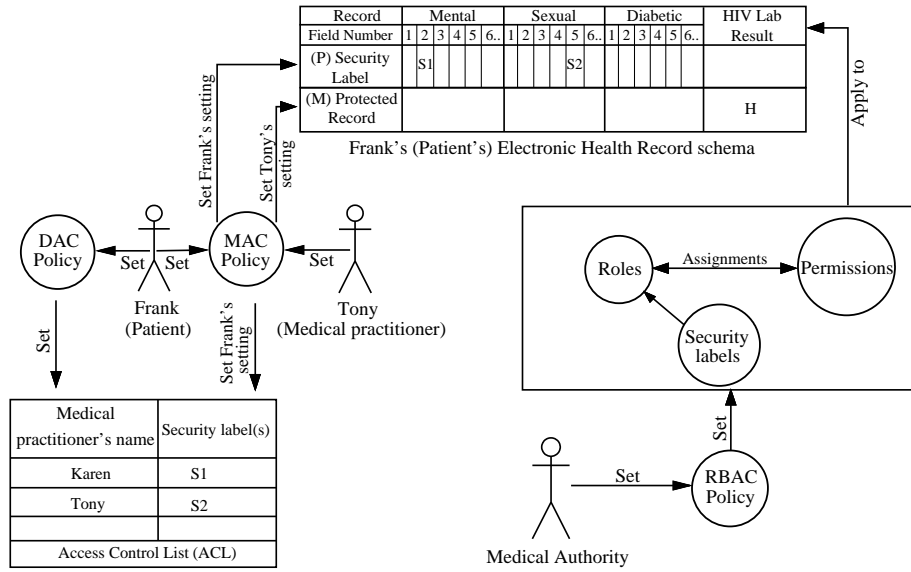 Record Mental Sexual Diabetic HIV Lab Result
Field Number 1 2 3 4 5 6.. 1 2 3 4 5 6.. 1 2 3 4 5 6..
(P) Security Label S1 S2
(M) Protected Record H
Frank's (Patient's) Electronic Health Record schema
Set Frank's setting
Set Tony's
setting
Apply to
DAC
Policy
Set
Set
MAC
Policy
Set
Frank
(Patient)
Tony
(Medical practitioner)
Set
Set Frank's
setting
Roles
Assignments
Permissions
Security
labels
Set
Medical
practitioner's name
Security label(s)
Karen S1
Tony S2
Access Control List (ACL)
Set
RBAC
Policy
Medical Authority